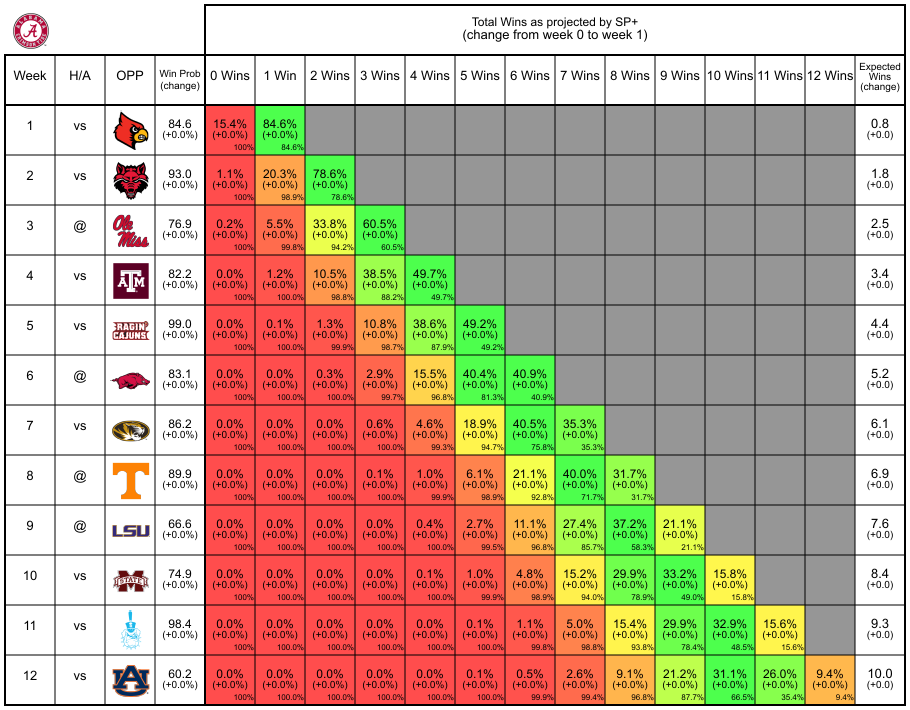 ALABAMA
A
CRIMSON TIDE
Total Wins as projected by SP+
(change from week 0 to week 1)
Week H/A OPP Win Prob (change) 0 Wins 1 Win 2 Wins 3 Wins 4 Wins 5 Wins 6 Wins 7 Wins 8 Wins 9 Wins 10 Wins 11 Wins 12 Wins Expected Wins (change)
1 vs 84.6 15.4% 84.6% 0.8
(+0.0%) (+0.0%) (+0.0%) (+0.0)
100% 84.6%
2 vs 93.0 1.1% 20.3% 78.6% 1.8
(+0.0%) (+0.0%) (+0.0%) (+0.0%) (+0.0)
100% 98.9% 78.6%
3 @ Ole Miss 76.9 0.2% 5.5% 33.8% 60.5% 2.5
(+0.0%) (+0.0%) (+0.0%) (+0.0%) (+0.0%) (+0.0)
100% 99.8% 94.2% 60.5%
4 vs ATM 82.2 0.0% 1.2% 10.5% 38.5% 49.7% 3.4
(+0.0%) (+0.0%) (+0.0%) (+0.0%) (+0.0%) (+0.0%) (+0.0)
100% 100.0% 98.8% 88.2% 49.7%
5 vs RAGIN' CAJUNS 99.0 0.0% 0.1% 1.3% 10.8% 38.6% 49.2% 4.4
(+0.0%) (+0.0%) (+0.0%) (+0.0%) (+0.0%) (+0.0%) (+0.0%) (+0.0)
100% 100.0% 99.9% 98.7% 87.9% 49.2%
6 @ 83.1 0.0% 0.0% 0.3% 2.9% 15.5% 40.4% 40.9% 5.2
(+0.0%) (+0.0%) (+0.0%) (+0.0%) (+0.0%) (+0.0%) (+0.0%) (+0.0%) (+0.0)
100% 100.0% 100.0% 99.7% 96.8% 81.3% 40.9%
7 vs 86.2 0.0% 0.0% 0.0% 0.6% 4.6% 18.9% 40.5% 35.3% 6.1
(+0.0%) (+0.0%) (+0.0%) (+0.0%) (+0.0%) (+0.0%) (+0.0%) (+0.0%) (+0.0%) (+0.0)
100% 100.0% 100.0% 100.0% 99.3% 94.7% 75.8% 35.3%
8 @ T 89.9 0.0% 0.0% 0.0% 0.1% 1.0% 6.1% 21.1% 40.0% 31.7% 6.9
(+0.0%) (+0.0%) (+0.0%) (+0.0%) (+0.0%) (+0.0%) (+0.0%) (+0.0%) (+0.0%) (+0.0%) (+0.0)
100% 100.0% 100.0% 100.0% 99.9% 98.9% 92.8% 71.7% 31.7%
9 @ LSU 66.6 0.0% 0.0% 0.0% 0.0% 0.4% 2.7% 11.1% 27.4% 37.2% 21.1% 7.6
(+0.0%) (+0.0%) (+0.0%) (+0.0%) (+0.0%) (+0.0%) (+0.0%) (+0.0%) (+0.0%) (+0.0%) (+0.0%) (+0.0)
100% 100.0% 100.0% 100.0% 100.0% 99.5% 96.8% 85.7% 58.3% 21.1%
10 vs STATE 74.9 0.0% 0.0% 0.0% 0.0% 0.1% 1.0% 4.8% 15.2% 29.9% 33.2% 15.8% 8.4
(+0.0%) (+0.0%) (+0.0%) (+0.0%) (+0.0%) (+0.0%) (+0.0%) (+0.0%) (+0.0%) (+0.0%) (+0.0%) (+0.0%) (+0.0)
100% 100.0% 100.0% 100.0% 100.0% 99.9% 98.9% 94.0% 78.9% 49.0% 15.8%
11 vs 98.4 0.0% 0.0% 0.0% 0.0% 0.0% 0.1% 1.1% 5.0% 15.4% 29.9% 32.9% 15.6% 9.3
(+0.0%) (+0.0%) (+0.0%) (+0.0%) (+0.0%) (+0.0%) (+0.0%) (+0.0%) (+0.0%) (+0.0%) (+0.0%) (+0.0%) (+0.0%) (+0.0)
100% 100.0% 100.0% 100.0% 100.0% 100.0% 99.8% 98.8% 93.8% 78.4% 48.5% 15.6%
12 vs AU 60.2 0.0% 0.0% 0.0% 0.0% 0.0% 0.1% 0.5% 2.6% 9.1% 21.2% 31.1% 26.0% 9.4% 10.0
(+0.0%) (+0.0%) (+0.0%) (+0.0%) (+0.0%) (+0.0%) (+0.0%) (+0.0%) (+0.0%) (+0.0%) (+0.0%) (+0.0%) (+0.0%) (+0.0%) (+0.0)
100% 100.0% 100.0% 100.0% 100.0% 100.0% 99.9% 99.4% 96.8% 87.7% 66.5% 35.4% 9.4%